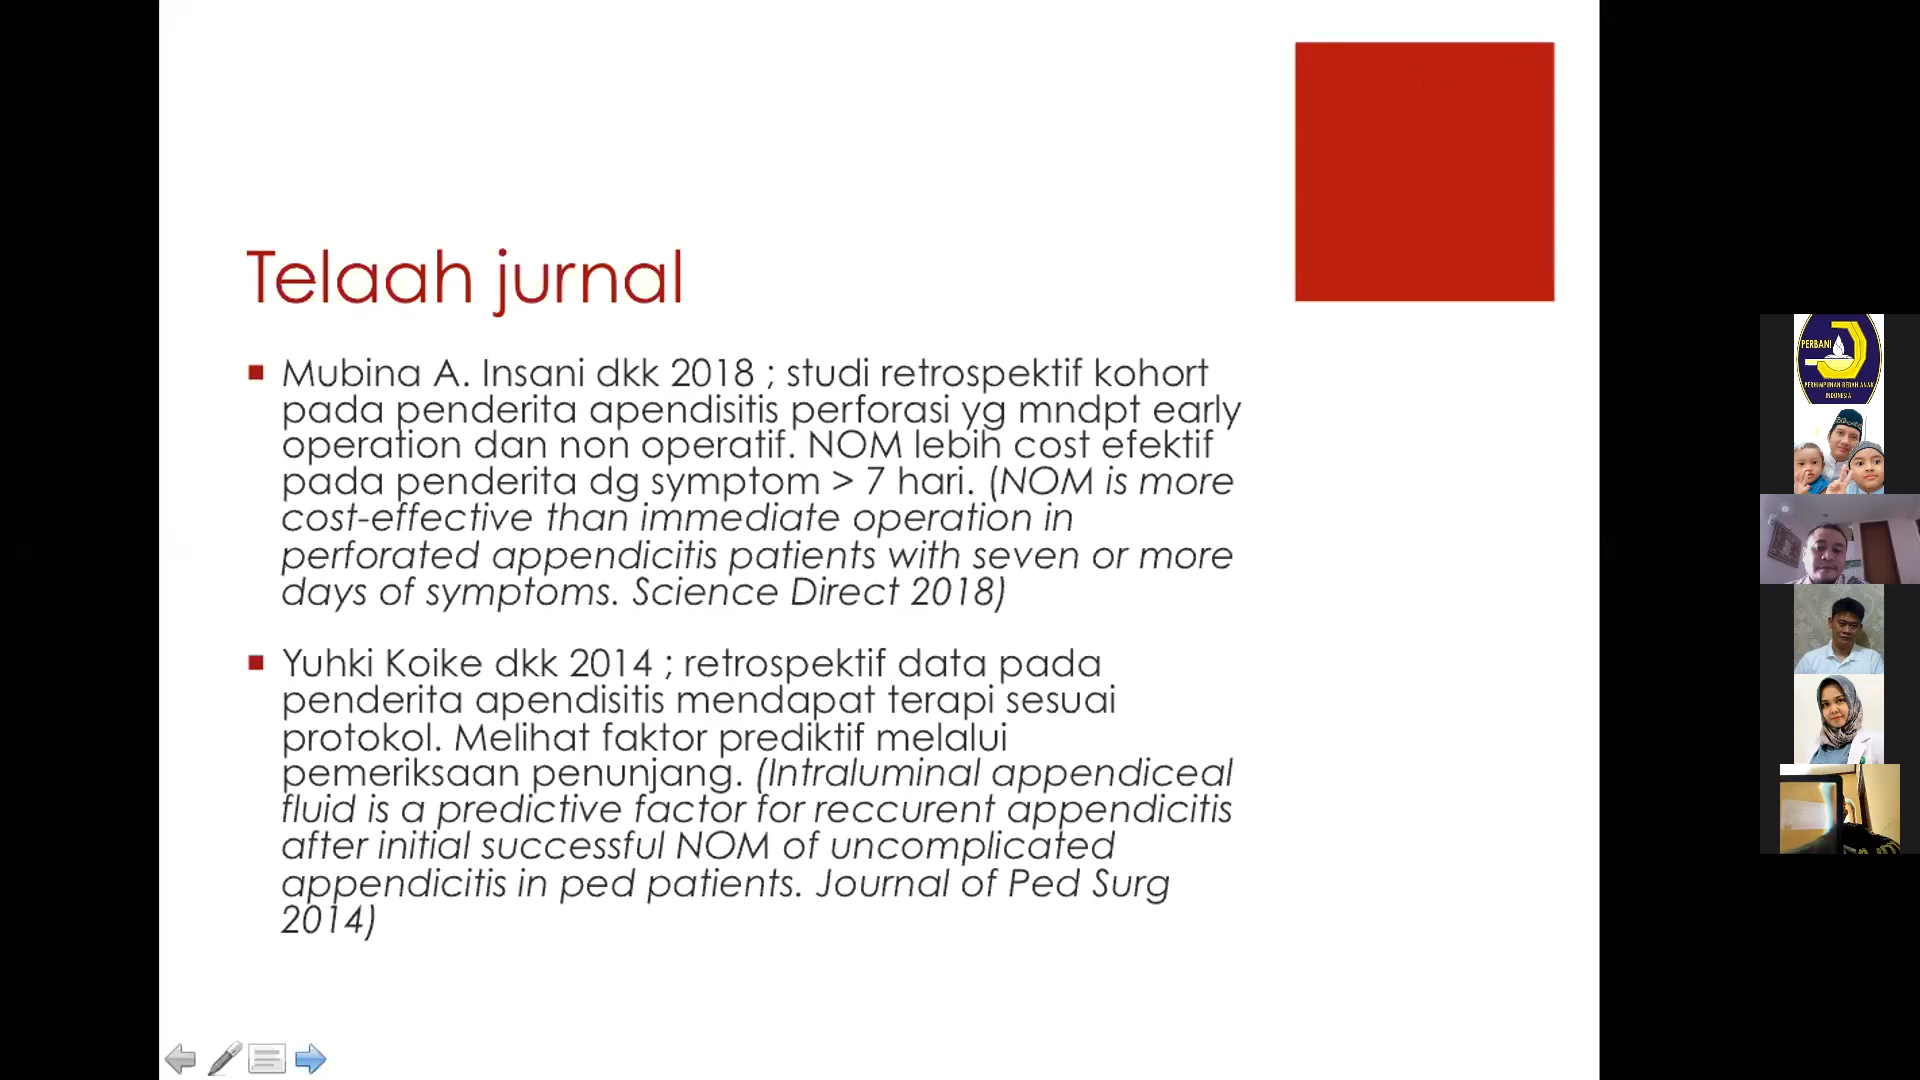 Telaah jurnal
Mubina A. Insani dkk 2018 ; studi retrospektif kohort
pada penderita apendisitis perforasi yg mndpt early
operation dan non operatif. NOM lebih cost efektif
pada penderita dg symptom > 7 hari. (NOM is more
cost-effective than immediate operation in
perforated appendicitis patients with seven or more
days of symptoms. Science Direct 2018)
Yuhki Koike dkk 2014 ; retrospektif data pada
penderita apendisitis mendapat terapi sesuai
protokol. Melihat faktor prediktif melalui
pemeriksaan penunjang. (Intraluminal appendiceal
fluid is a predictive factor for reccurent appendicitis
after initial successful NOM of uncomplicated
appendicitis in ped patients. Journal of Ped Surg
2014)
PERBANI
PERHIMPUNAN BEDAH ANAK
INDONESIA